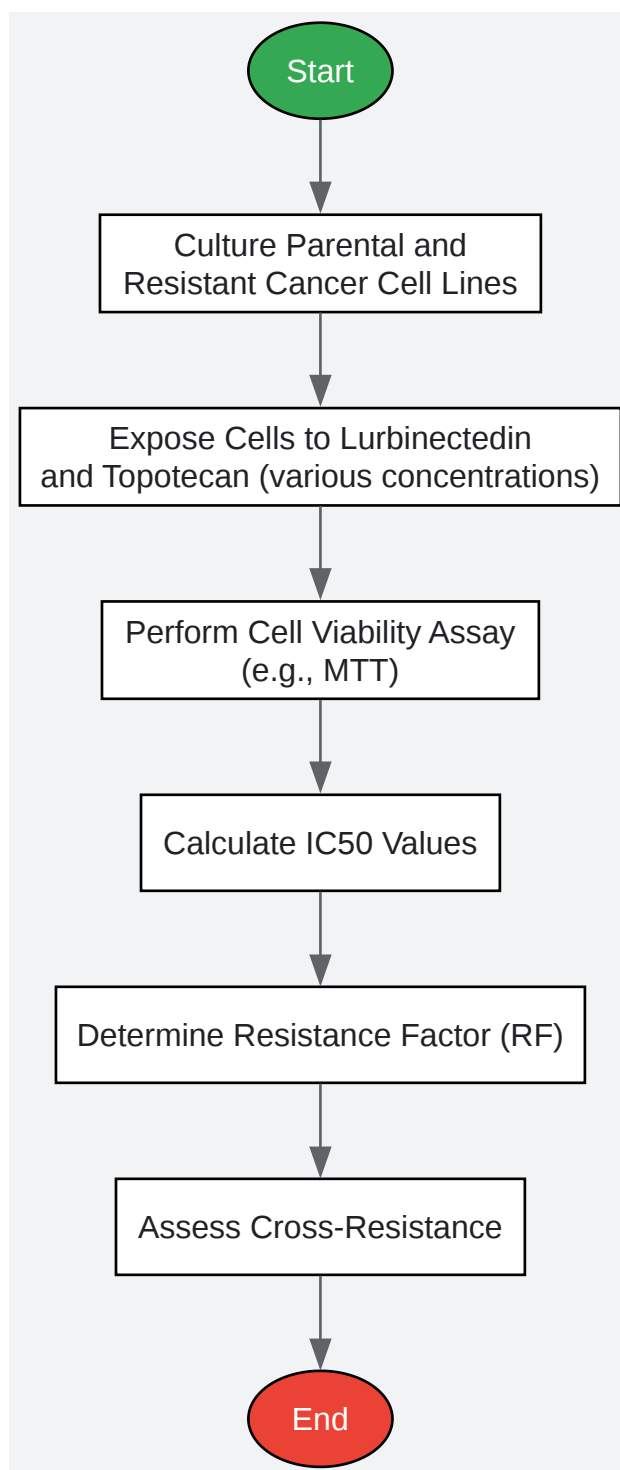 Start
Culture Parental and
Resistant Cancer Cell Lines
Expose Cells to Lurbinectedin
and Topotecan (various concentrations)
Perform Cell Viability Assay
(e.g., MTT)
Calculate IC50 Values
Determine Resistance Factor (RF)
Assess Cross-Resistance
End